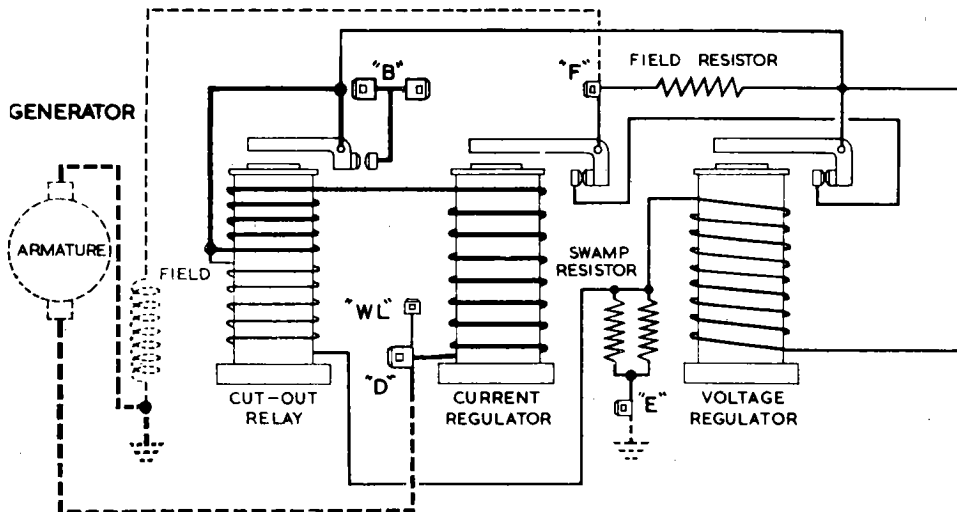 "B"
"F"
FIELD RESISTOR
GENERATOR
ARMATURE
FIELD
SWAMP
RESISTOR
"WL"
"D"
"E"
CUT-OUT
RELAY
CURRENT
REGULATOR
VOLTAGE
REGULATOR